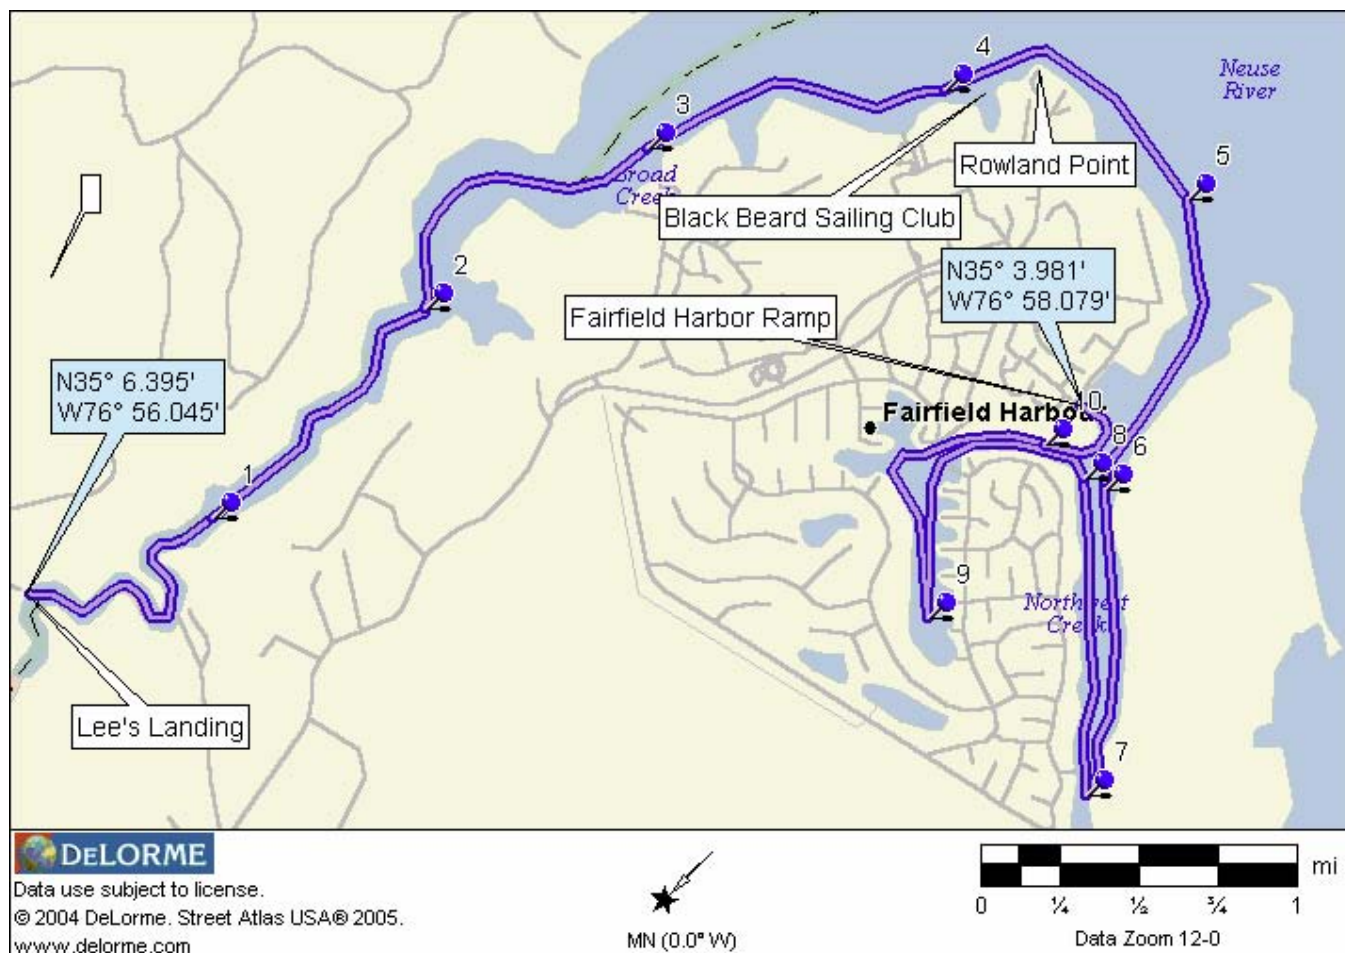 4
Neuse
River
3
5
Rowland Point
Broad
Creek
Black Beard Sailing Club
2
N35° 3.981'
W76° 58.079'
Fairfield Harbor Ramp
N35° 6.395'
W76° 56.045'
10
Fairfield Harbou
8
6
1
9
Northwest
Creek
Lee's Landing
7
DELORME
Data use subject to license.
© 2004 DeLorme. Street Atlas USA® 2005.
www.delorme.com
MN (0.0° W)
mi
0 ¼ ½ ¾ 1
Data Zoom 12-0